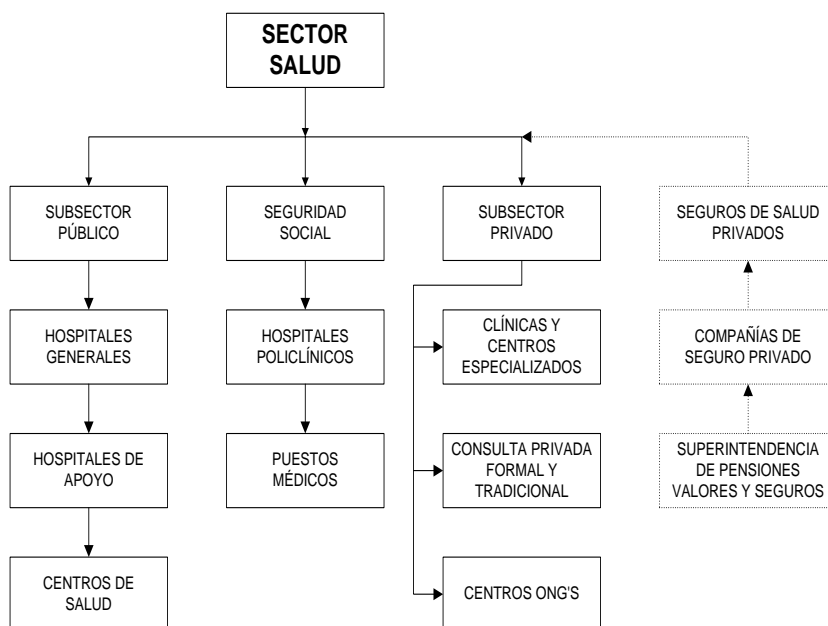 SECTOR
SALUD
SUBSECTOR
PÚBLICO
SEGURIDAD
SOCIAL
SUBSECTOR
PRIVADO
SEGUROS DE SALUD
PRIVADOS
HOSPITALES
GENERALES
HOSPITALES
POLICLÍNICOS
CLÍNICAS Y
CENTROS
ESPECIALIZADOS
COMPAÑÍAS DE
SEGURO PRIVADO
HOSPITALES DE
APOYO
PUESTOS
MÉDICOS
CONSULTA PRIVADA
FORMAL Y
TRADICIONAL
SUPERINTENDENCIA
DE PENSIONES
VALORES Y SEGUROS
CENTROS DE
SALUD
CENTROS ONG'S